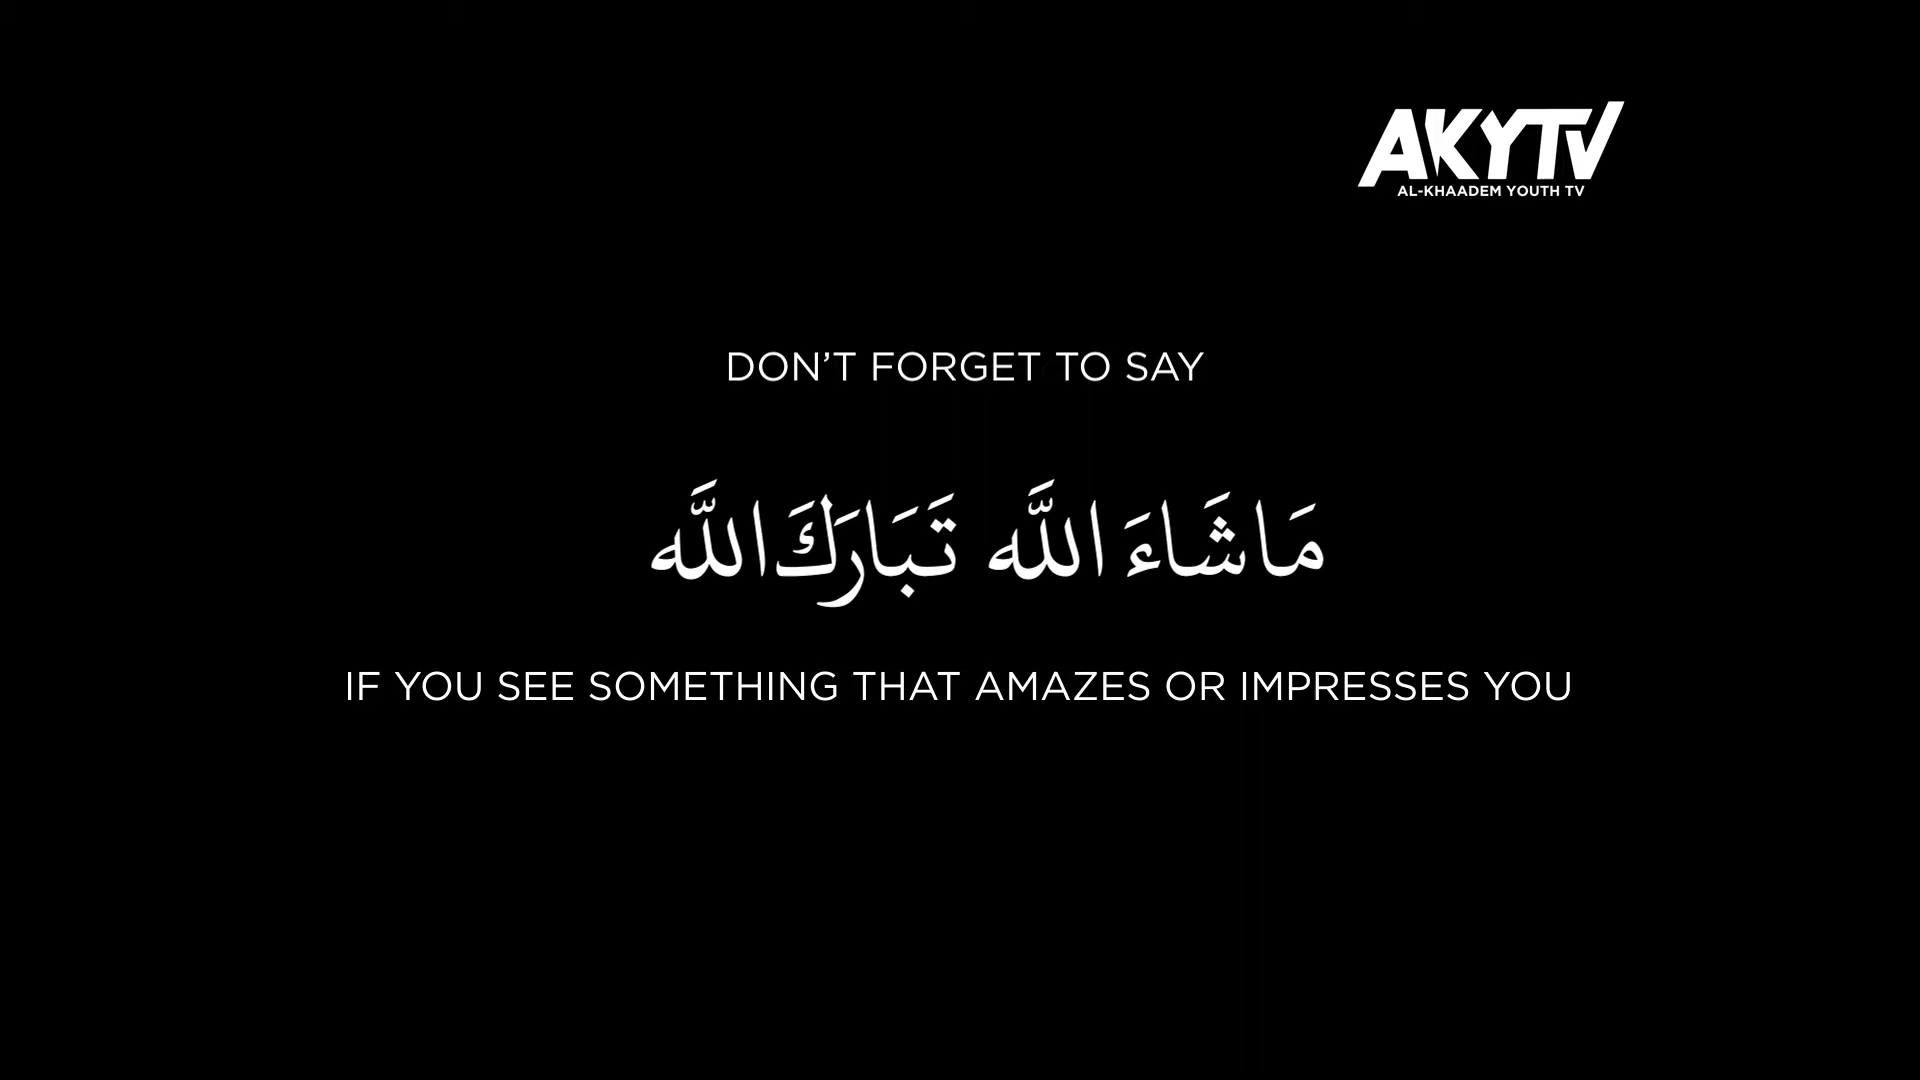 AKYTV
AL-KHAADEM YOUTH TV
DON’T FORGET TO SAY
مَا شَاءَ اللَّه تَبَارَكَ اللَّه
IF YOU SEE SOMETHING THAT AMAZES OR IMPRESSES YOU